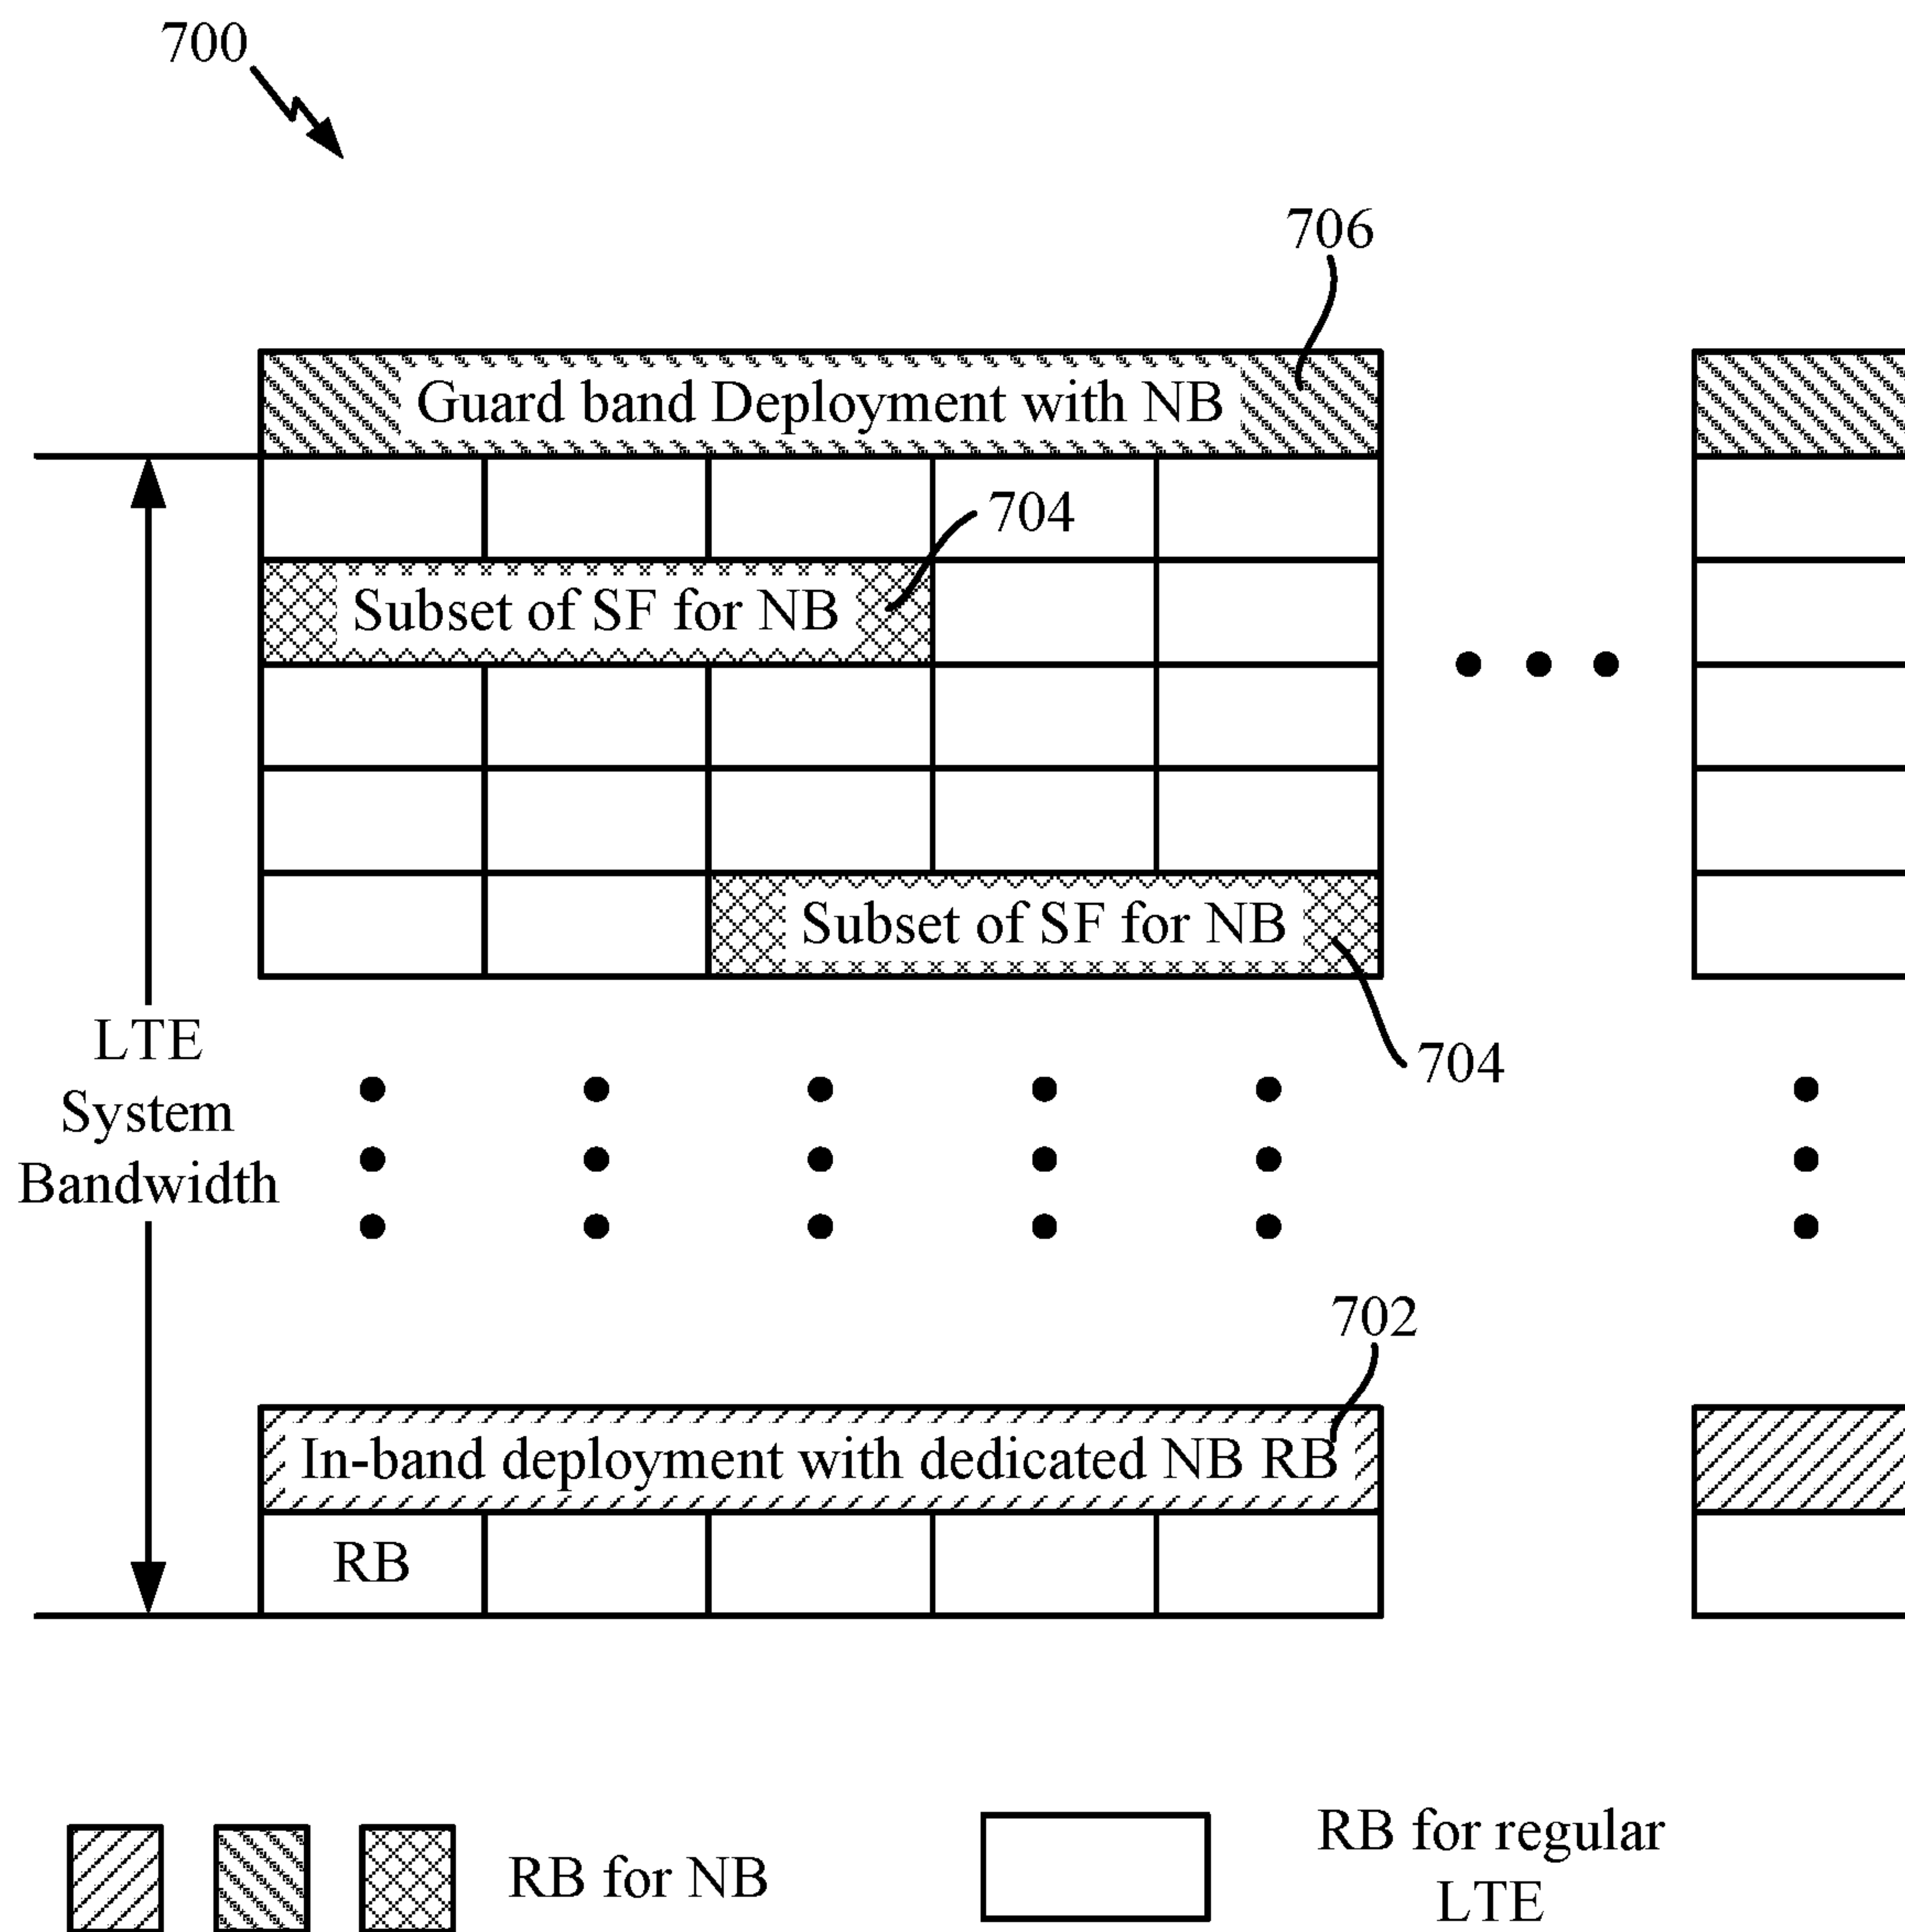 700
706
Guard band Deployment with NB
704
Subset of SF for NB
Subset of SF for NB
704
LTE
System
Bandwidth
702
In-band deployment with dedicated NB RB
RB
RB for NB
RB for regular
LTE